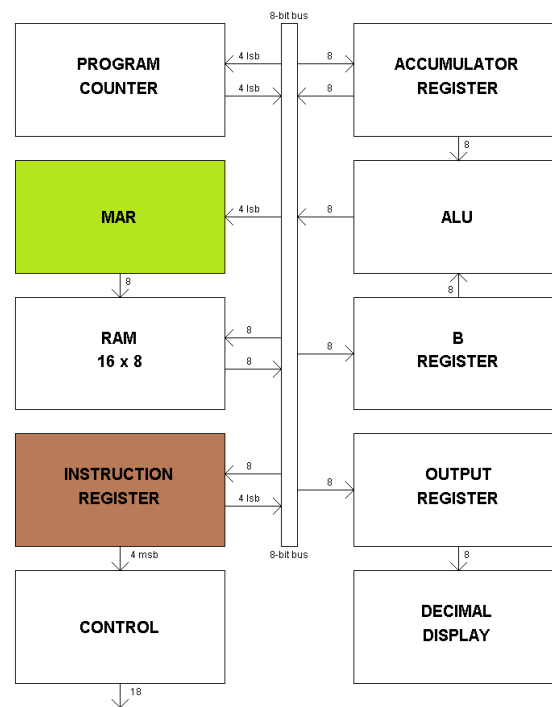 8-bit bus
PROGRAM
COUNTER
4 lsb
4 lsb
8
8
ACCUMULATOR
REGISTER
8
MAR
4 lsb
8
ALU
8
8
RAM
16 x 8
8
8
8
B
REGISTER
INSTRUCTION
REGISTER
8
4 lsb
8
OUTPUT
REGISTER
4 msb
8-bit bus
8
CONTROL
DECIMAL
DISPLAY
18